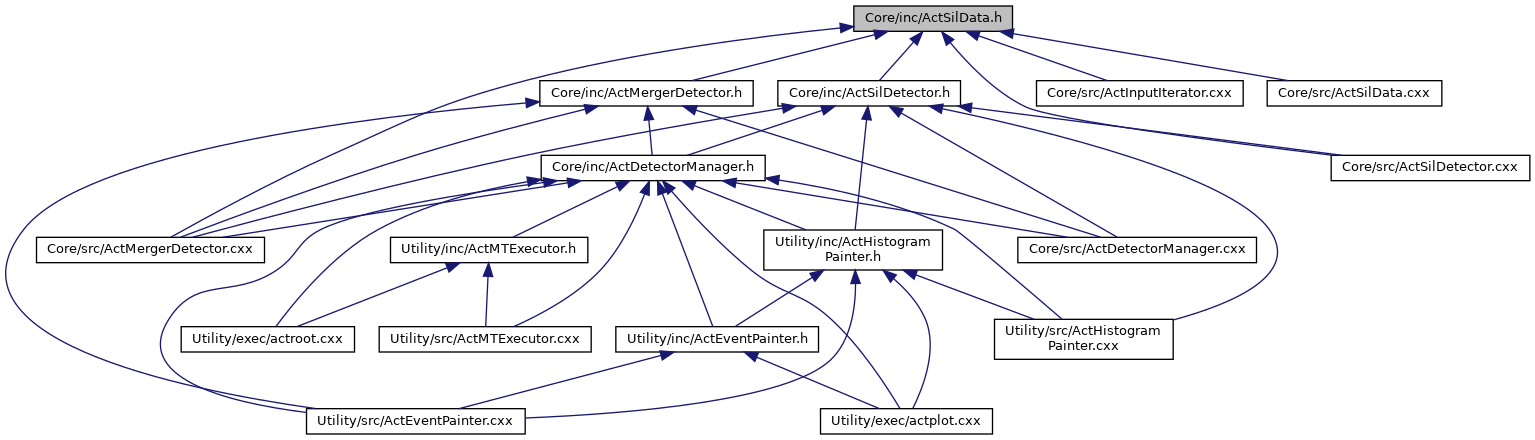 Core/inc/ActSilData.h
Core/inc/ActMergerDetector.h
Core/inc/ActSilDetector.h
Core/src/ActInputIterator.cxx
Core/src/ActSilData.cxx
Core/inc/ActDetectorManager.h
Core/src/ActSilDetector.cxx
Core/src/ActMergerDetector.cxx
Utility/inc/ActMTExecutor.h
Utility/inc/ActHistogram
Painter.h
Core/src/ActDetectorManager.cxx
Utility/exec/actroot.cxx
Utility/src/ActMTExecutor.cxx
Utility/inc/ActEventPainter.h
Utility/src/ActHistogram
Painter.cxx
Utility/src/ActEventPainter.cxx
Utility/exec/actplot.cxx